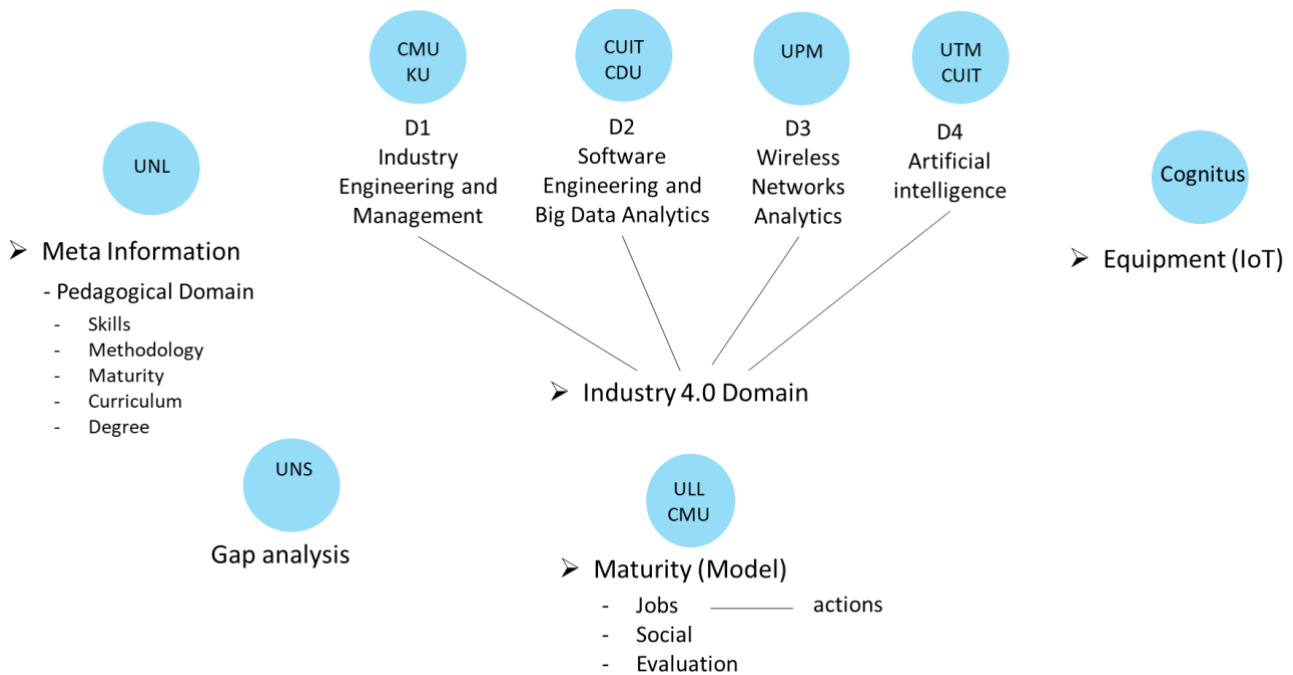 CMU
KU
D1
Industry
Engineering and
Management
CUIT
CDU
D2
Software
Engineering and
Big Data Analytics
UPM
D3
Wireless
Networks
Analytics
UTM
CUIT
D4
Artificial
intelligence
UNL
➢ Meta Information
- Pedagogical Domain
- Skills
- Methodology
- Maturity
- Curriculum
- Degree
Cognitus
➢ Equipment (IoT)
➢ Industry 4.0 Domain
UNS
Gap analysis
ULL
CMU
➢ Maturity (Model)
- Jobs actions
- Social
- Evaluation